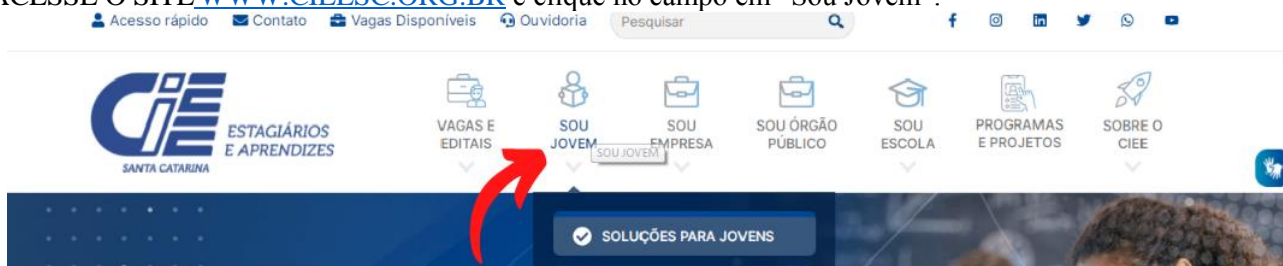 ACESSE O SITE WWW.CIEESC.ORG.BR e clique no campo em "Sou Jovem".
Acesso rápido Contato Vagas Disponíveis Ouvidoria Pesquisar
CIEE
ESTAGIÁRIOS
E APRENDIZES
SANTA CATARINA
VAGAS E
EDITAIS
SOU
JOVEM
SOU JOVEM
SOU
EMPRESA
SOU ÓRGÃO
PÚBLICO
SOU
ESCOLA
PROGRAMAS
E PROJETOS
SOBRE O
CIEE
SOLUÇÕES PARA JOVENS